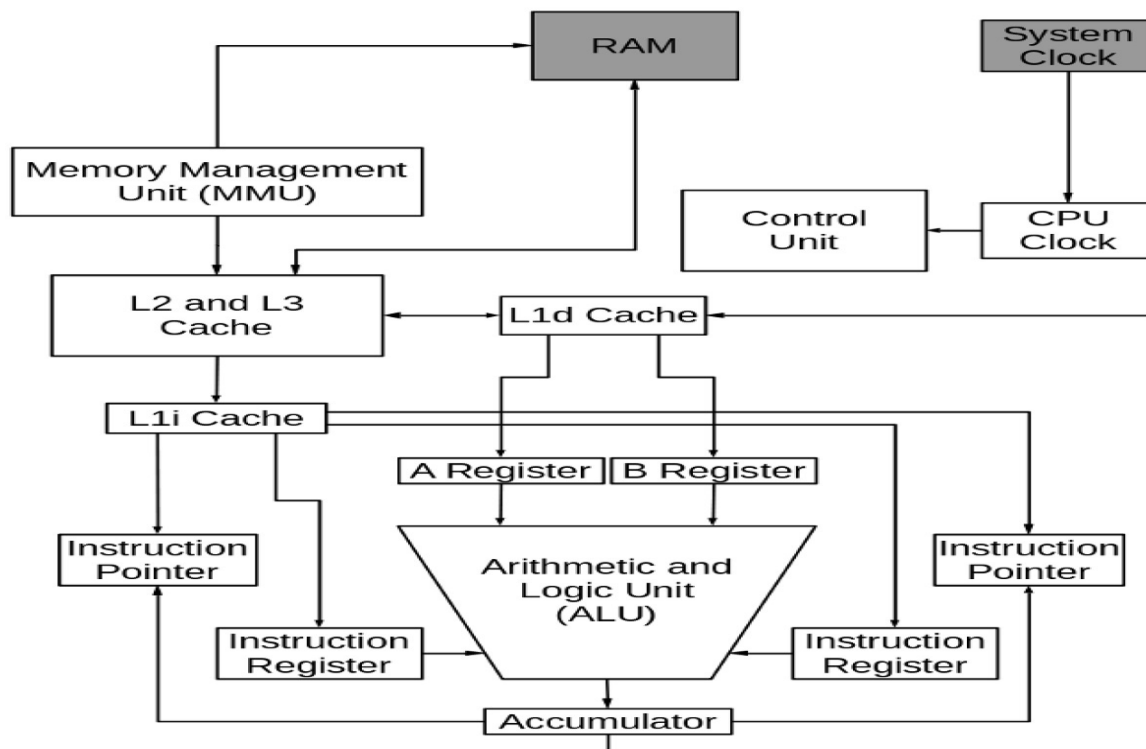 RAM
System
Clock
Memory Management
Unit (MMU)
Control
Unit
CPU
Clock
L2 and L3
Cache
L1d Cache
L1i Cache
A Register
B Register
Instruction
Pointer
Arithmetic and
Logic Unit
(ALU)
Instruction
Pointer
Instruction
Register
Instruction
Register
Accumulator